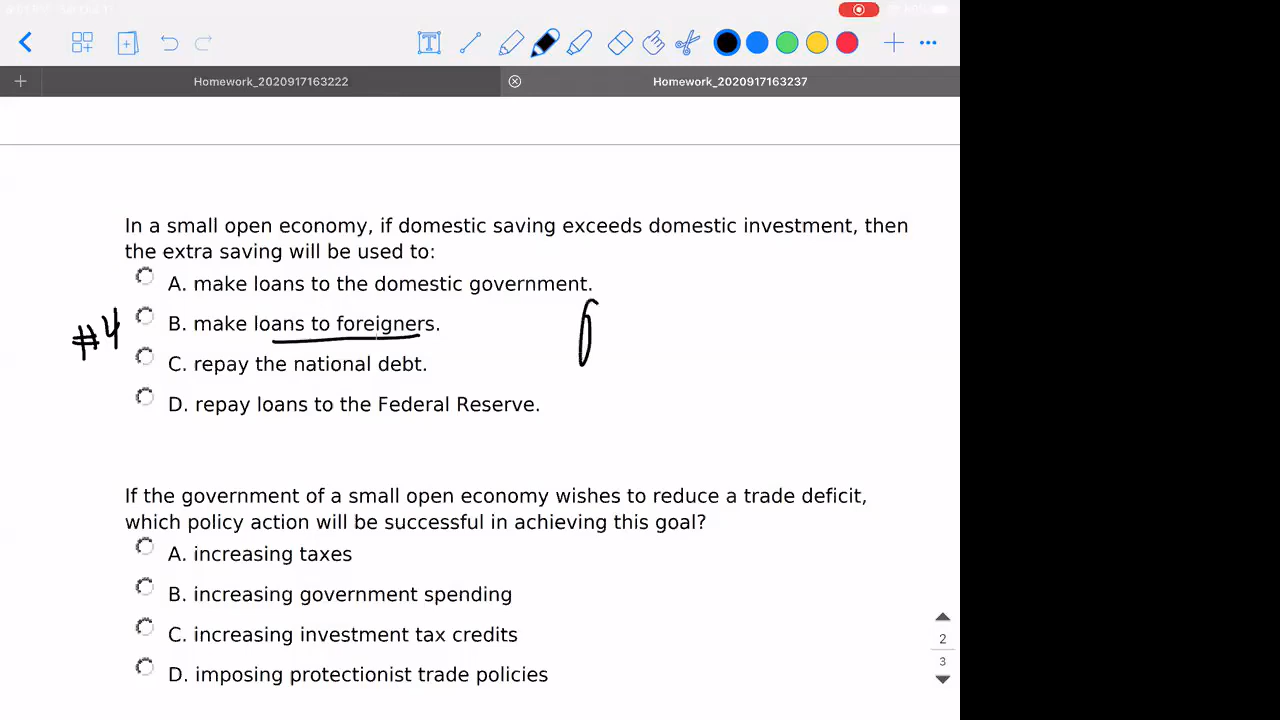 Homework_2020917163222
Homework_2020917163237
In a small open economy, if domestic saving exceeds domestic investment, then
the extra saving will be used to:
A. make loans to the domestic government.
B. make loans to foreigners.
#4
C. repay the national debt.
D. repay loans to the Federal Reserve.
If the government of a small open economy wishes to reduce a trade deficit,
which policy action will be successful in achieving this goal?
A. increasing taxes
B. increasing government spending
C. increasing investment tax credits
D. imposing protectionist trade policies
2
3